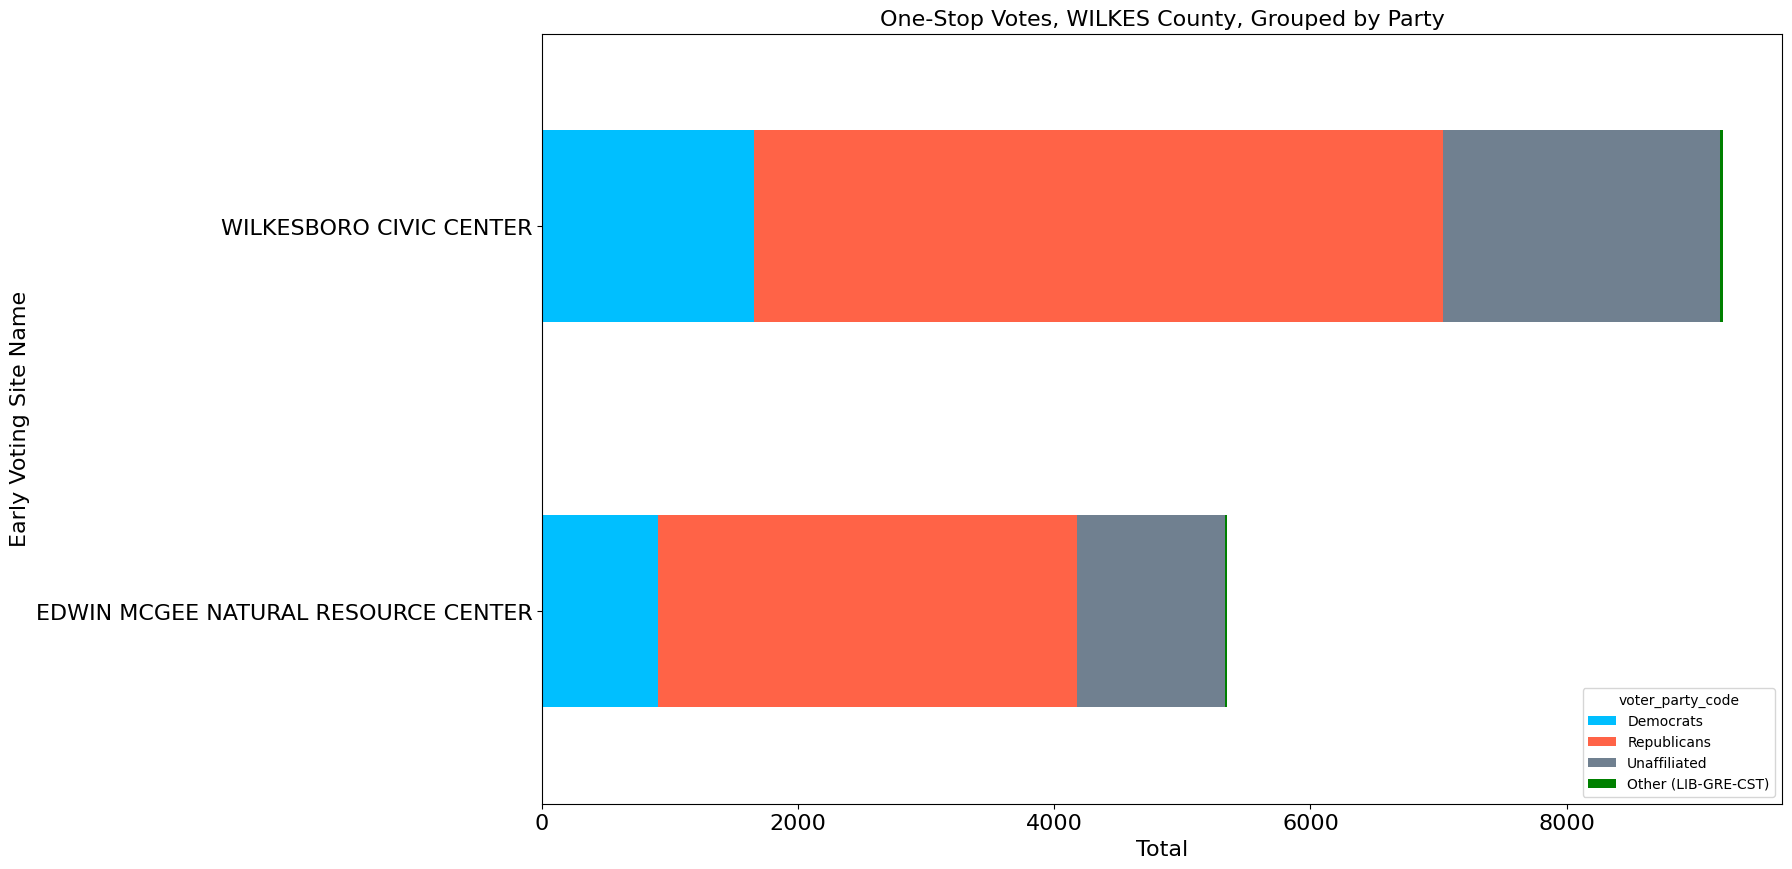 One-Stop Votes, WILKES County, Grouped by Party
Early Voting Site Name
WILKESBORO CIVIC CENTER
EDWIN MCGEE NATURAL RESOURCE CENTER
voter_party_code
Democrats
Republicans
Unaffiliated
Other (LIB-GRE-CST)
0 2000 4000 6000 8000
Total